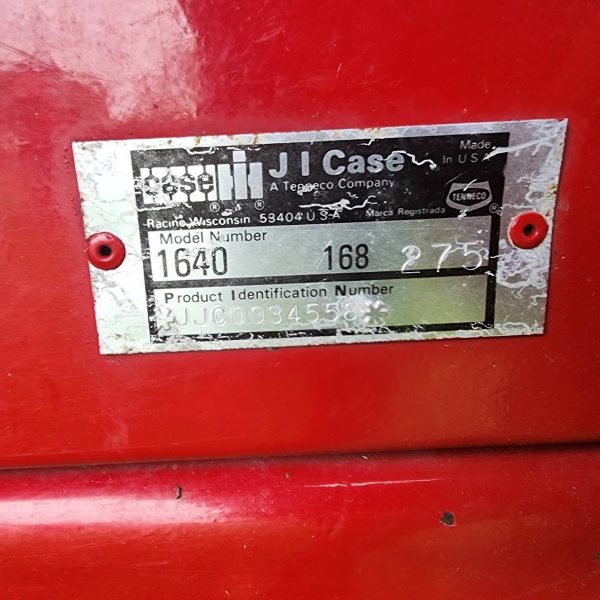 case IH J I Case
Made
In U S A
A Tenneco Company
TENNECO
® ® ®
Racine Wisconsin 53404 U S A Marca Registrada
Model Number
1640 168 275
Product Identification Number
*JJC0034558*